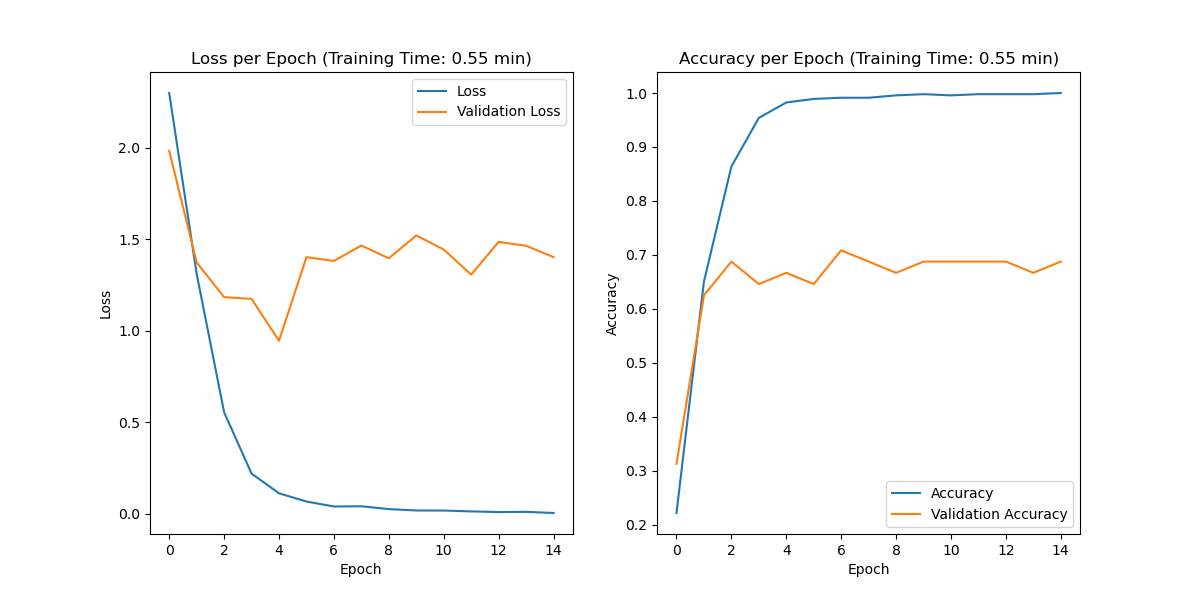 Loss per Epoch (Training Time: 0.55 min)
Loss
Validation Loss
2.0
1.5
1.0
0.5
0.0
Loss
0 2 4 6 8 10 12 14
Epoch
Accuracy per Epoch (Training Time: 0.55 min)
1.0
0.9
0.8
0.7
0.6
0.5
0.4
0.3
0.2
Accuracy
Accuracy
Validation Accuracy
0 2 4 6 8 10 12 14
Epoch